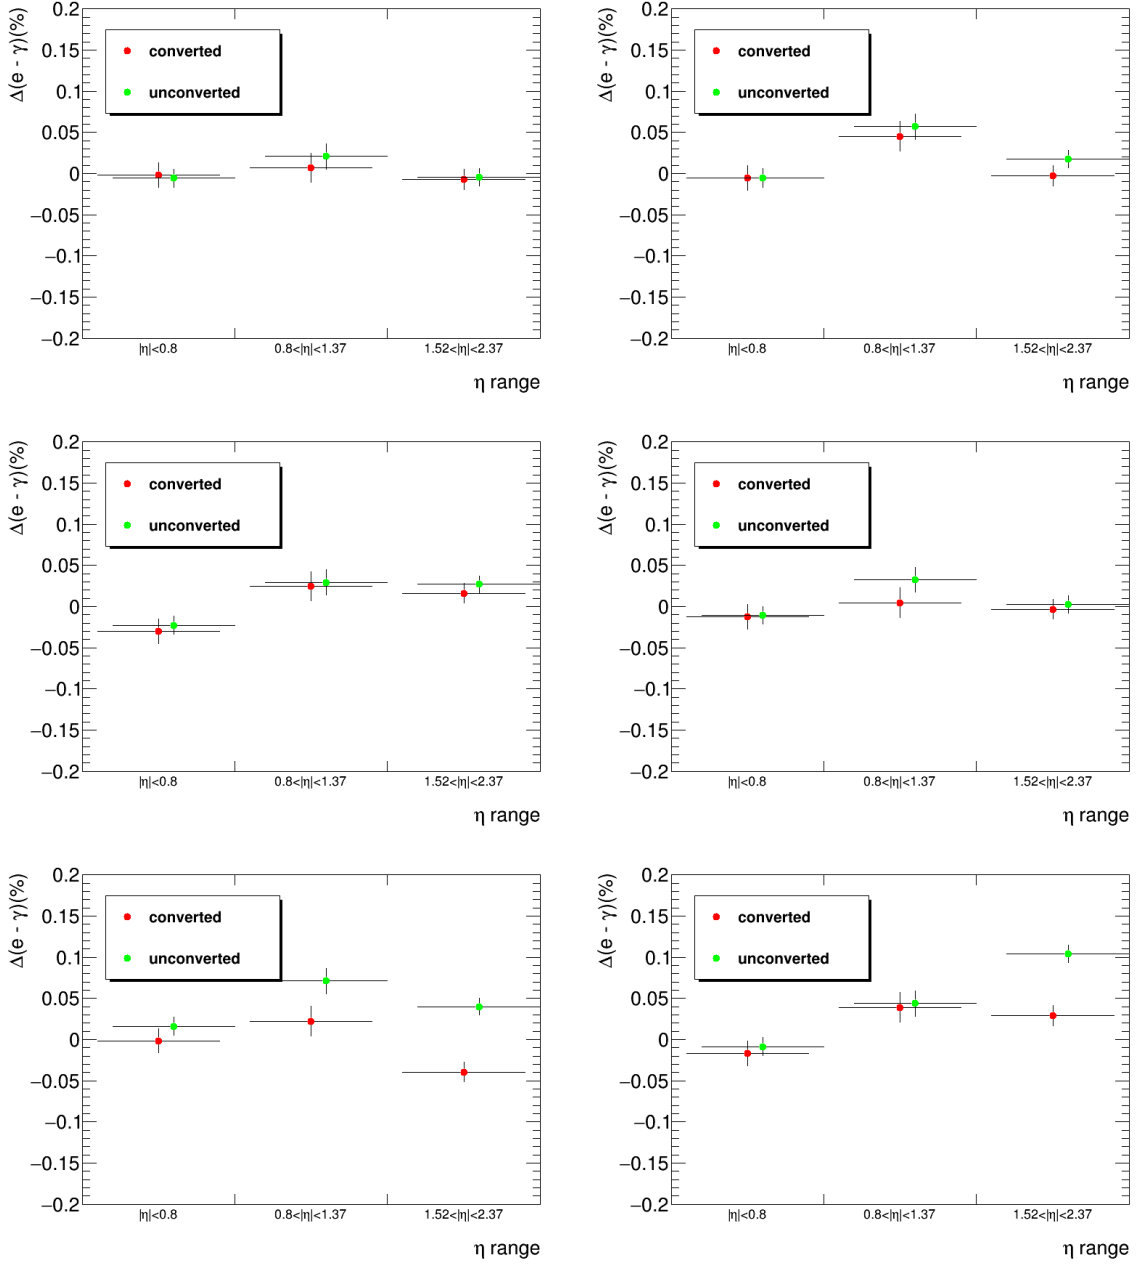 Δ(e - γ)(%)
0.2
0.15
0.1
0.05
0
−0.05
−0.1
−0.15
−0.2
converted
unconverted
|η|<0.8
0.8<|η|<1.37
1.52<|η|<2.37
η range
Δ(e - γ)(%)
0.2
0.15
0.1
0.05
0
−0.05
−0.1
−0.15
−0.2
converted
unconverted
|η|<0.8
0.8<|η|<1.37
1.52<|η|<2.37
η range
Δ(e - γ)(%)
0.2
0.15
0.1
0.05
0
−0.05
−0.1
−0.15
−0.2
converted
unconverted
|η|<0.8
0.8<|η|<1.37
1.52<|η|<2.37
η range
Δ(e - γ)(%)
0.2
0.15
0.1
0.05
0
−0.05
−0.1
−0.15
−0.2
converted
unconverted
|η|<0.8
0.8<|η|<1.37
1.52<|η|<2.37
η range
Δ(e - γ)(%)
0.2
0.15
0.1
0.05
0
−0.05
−0.1
−0.15
−0.2
converted
unconverted
|η|<0.8
0.8<|η|<1.37
1.52<|η|<2.37
η range
Δ(e - γ)(%)
0.2
0.15
0.1
0.05
0
−0.05
−0.1
−0.15
−0.2
converted
unconverted
|η|<0.8
0.8<|η|<1.37
1.52<|η|<2.37
η range